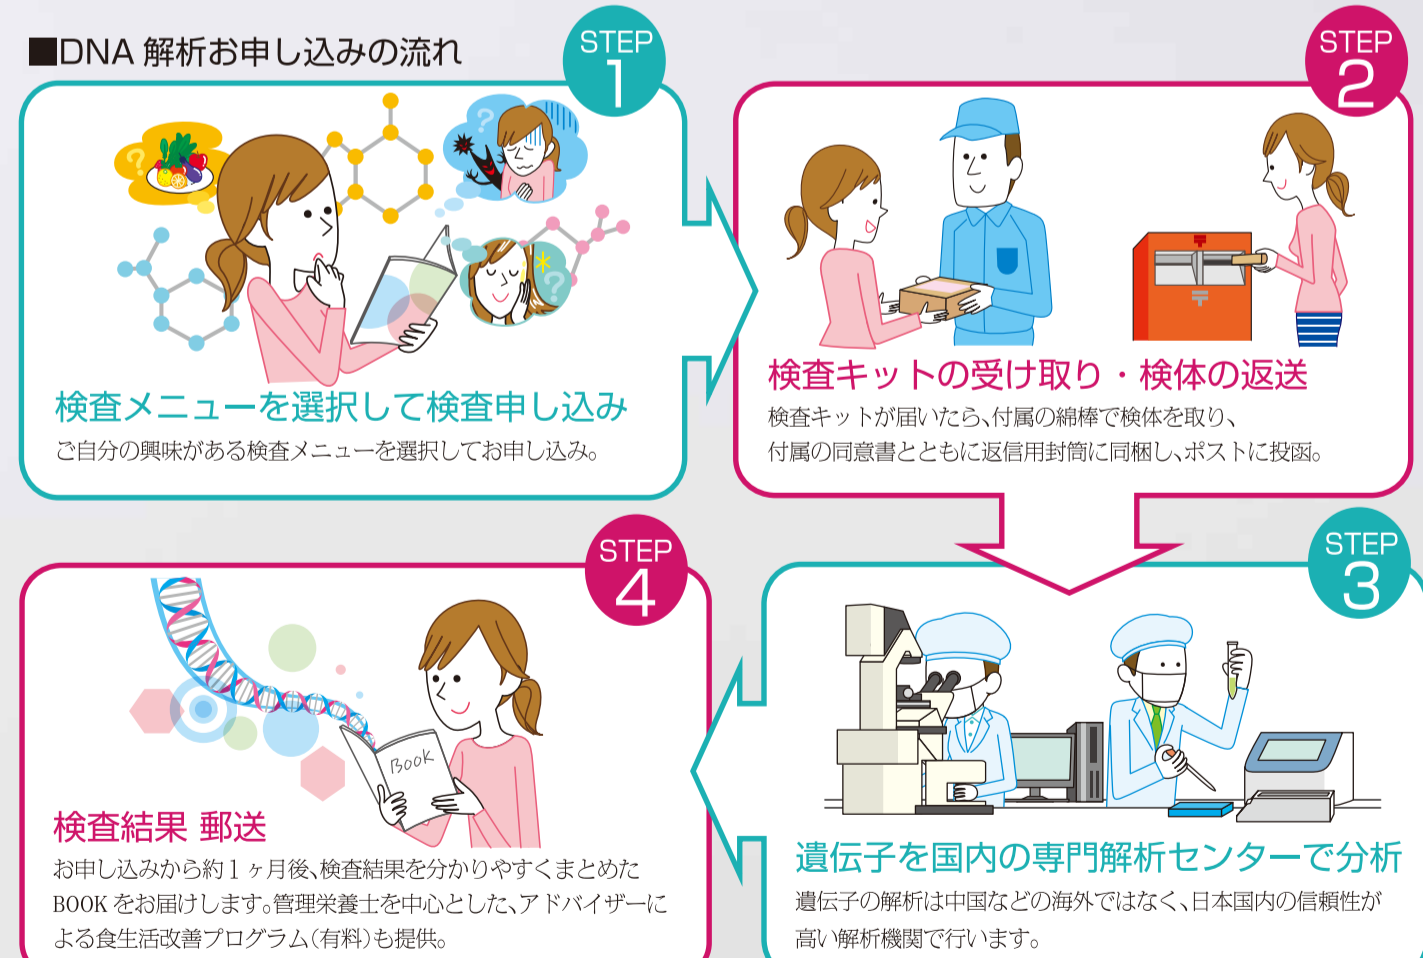 ■DNA 解析お申し込みの流れ
STEP
1
検査メニューを選択して検査申し込み
ご自分の興味がある検査メニューを選択してお申し込み。
STEP
2
検査キットの受け取り・検体の返送
検査キットが届いたら、付属の綿棒で検体を取り、
付属の同意書とともに返信用封筒に同梱し、ポストに投函。
STEP
3
遺伝子を国内の専門解析センターで分析
遺伝子の解析は中国などの海外ではなく、日本国内の信頼性が
高い解析機関で行います。
STEP
4
BOOK
検査結果 郵送
お申し込みから約1ヶ月後、検査結果を分かりやすくまとめた
BOOK をお届けします。管理栄養士を中心とした、アドバイザーに
よる食生活改善プログラム(有料)も提供。